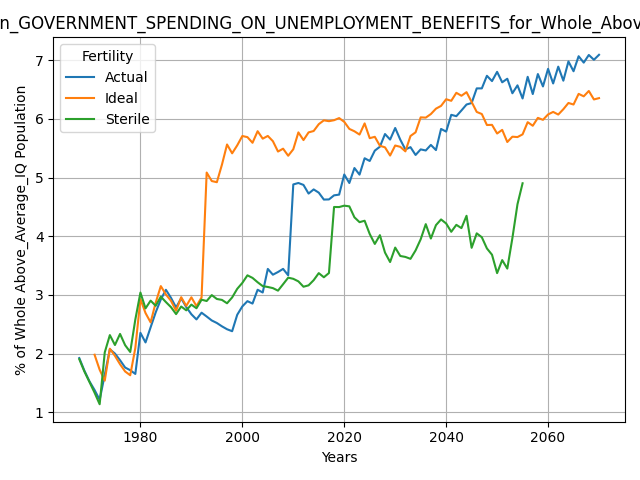 n_GOVERNMENT_SPENDING_ON_UNEMPLOYMENT_BENEFITS_for_Whole_Abov
Fertility
Actual
Ideal
Sterile
% of Whole Above_Average_IQ Population
7
6
5
4
3
2
1
1980 2000 2020 2040 2060
Years